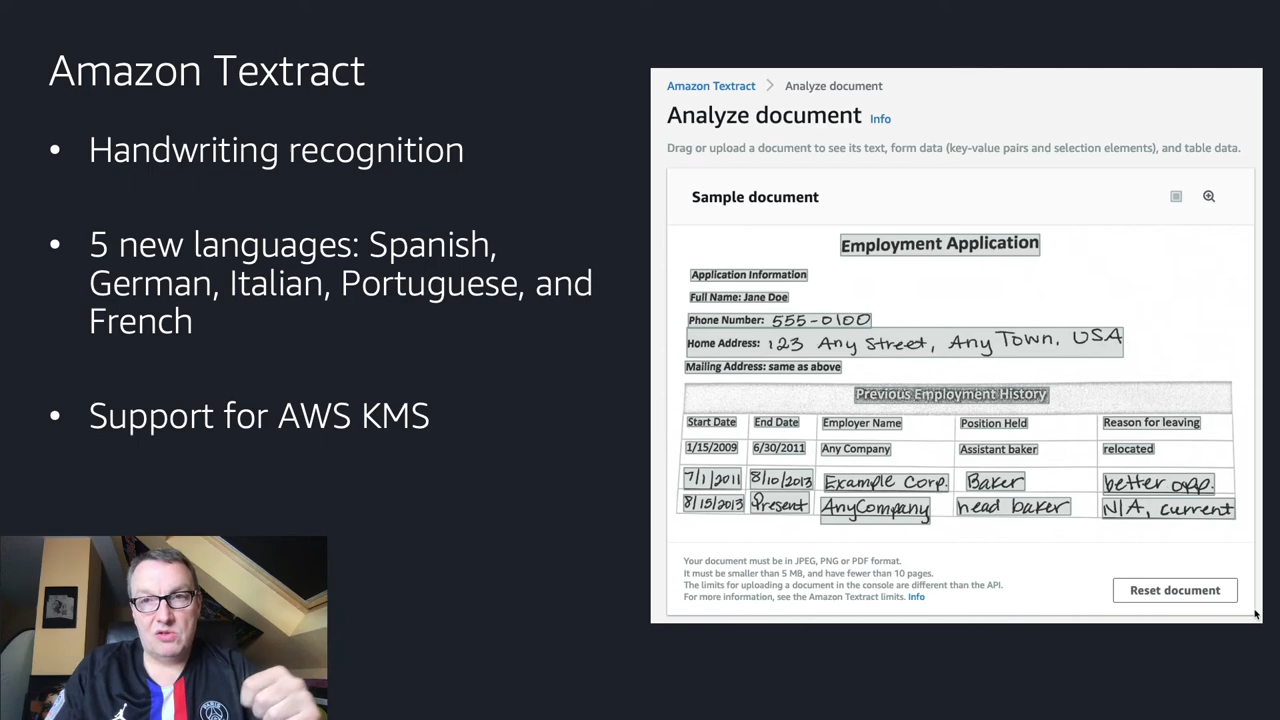 Amazon Textract
• Handwriting recognition
• 5 new languages: Spanish,
German, Italian, Portuguese, and
French
• Support for AWS KMS
Amazon Textract > Analyze document
Analyze document Info
Drag or upload a document to see its text, form data (key-value pairs and selection elements), and table data.
Sample document
Employment Application
Application Information
Full Name: Jane Doe
Phone Number: 555-0100
Home Address: 123 Any Street, Any Town, USA
Mailing Address: same as above
Previous Employment History
Start Date End Date Employer Name Position Held Reason for leaving
1/15/2009 6/30/2011 Any Company Assistant baker relocated
7/1/2011 8/10/2013 Example Corp. Baker better opp.
8/15/2013 Present AnyCompany head baker N/A, current
Your document must be in JPEG, PNG or PDF format.
It must be smaller than 5 MB, and have fewer than 10 pages.
The limits for uploading a document in the console are different than the API.
For more information, see the Amazon Textract limits. Info
Reset document
PARIS